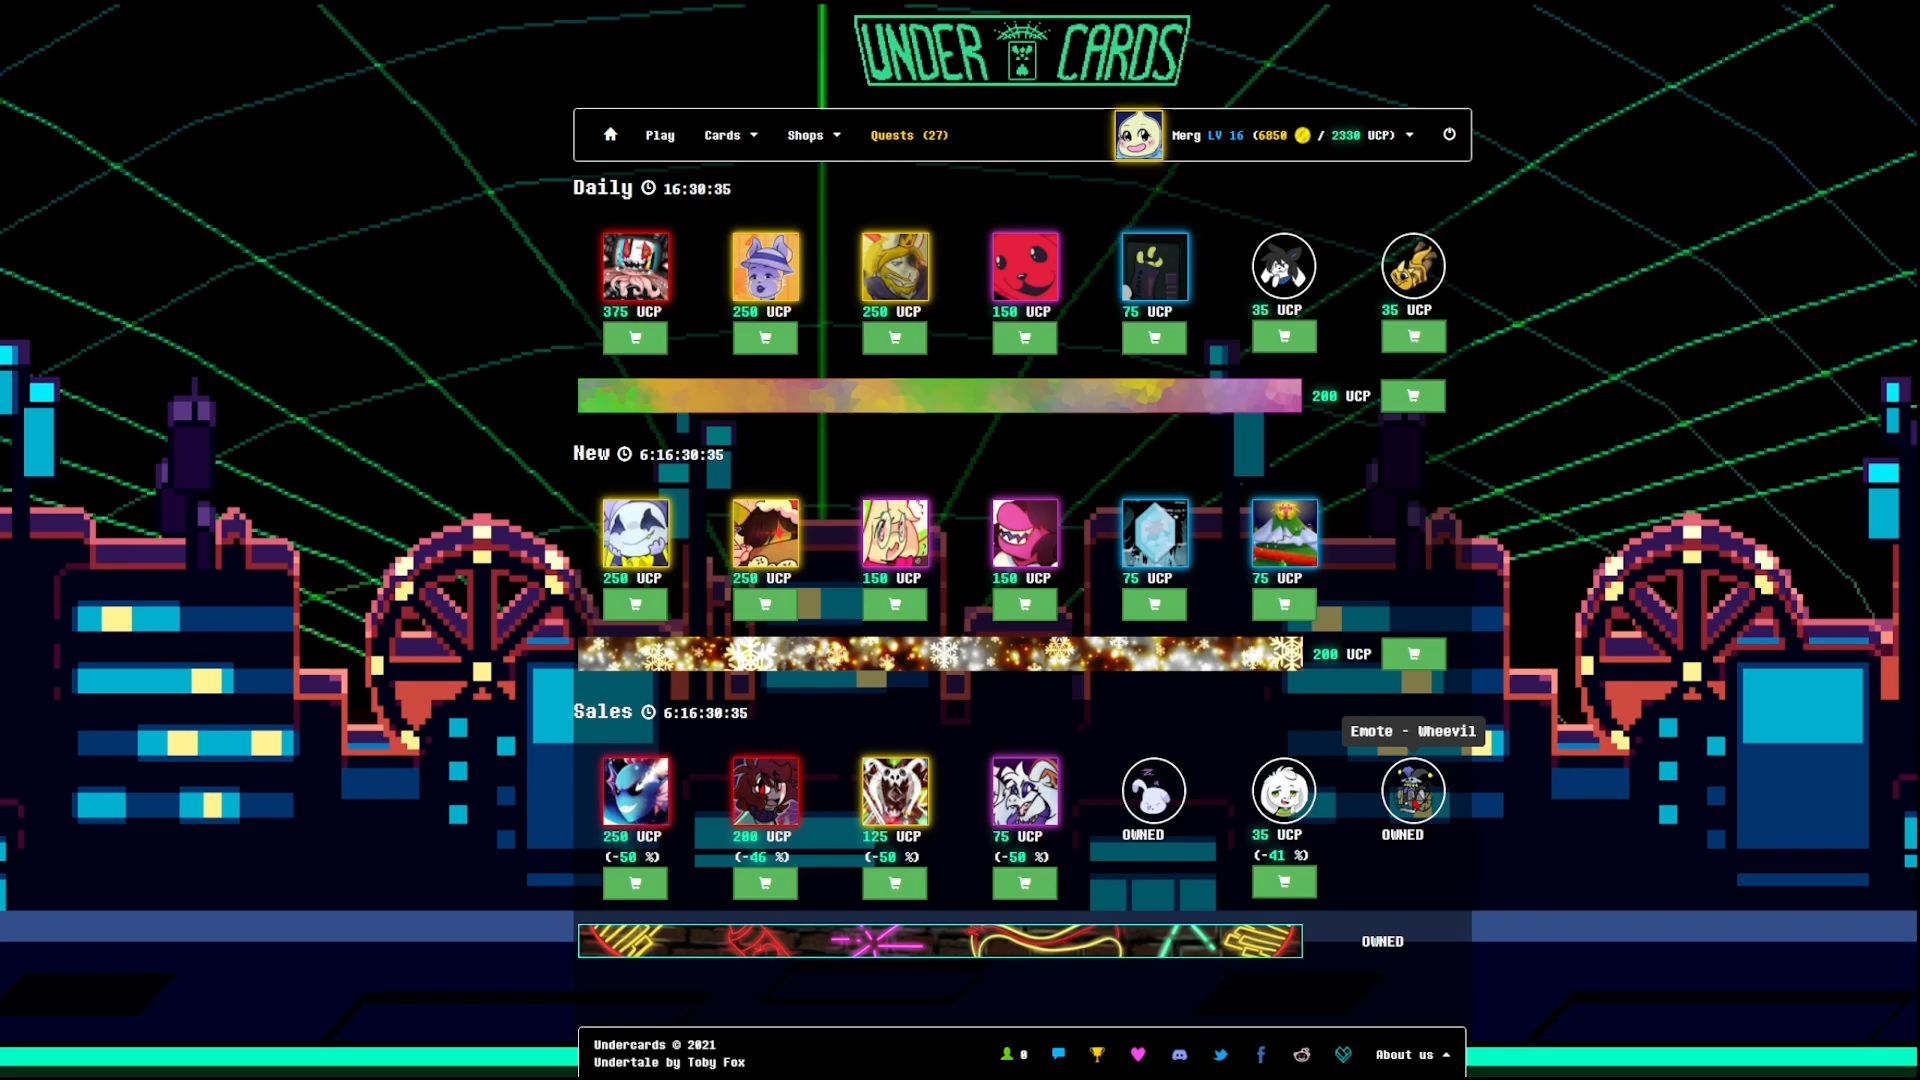 UNDER CARDS
Play Cards Shops Quests (27) Merg LV 16 (6850 / 2330 UCP)
Daily 16:30:35
375 UCP 250 UCP 250 UCP 150 UCP 75 UCP 35 UCP 35 UCP
200 UCP
New 6:16:30:35
250 UCP 250 UCP 150 UCP 150 UCP 75 UCP 75 UCP
200 UCP
Sales 6:16:30:35
Emote - Wheevil
250 UCP 200 UCP 125 UCP 75 UCP OWNED 35 UCP OWNED
(-50 %) (-46 %) (-50 %) (-50 %) (-41 %)
OWNED
Undercards © 2021
Undertale by Toby Fox
0 About us